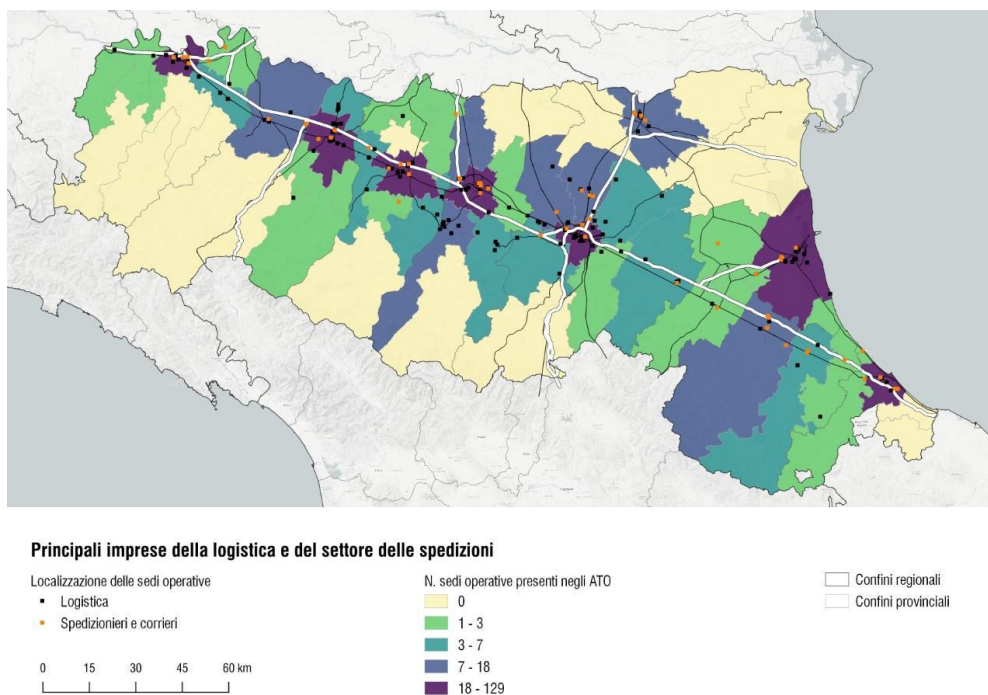 Principali imprese della logistica e del settore delle spedizioni
Localizzazione delle sedi operative
Logistica
Spedizionieri e corrieri
0 15 30 45 60 km
N. sedi operative presenti negli ATO
0
1 - 3
3 - 7
7 - 18
18 - 129
Confini regionali
Confini provinciali